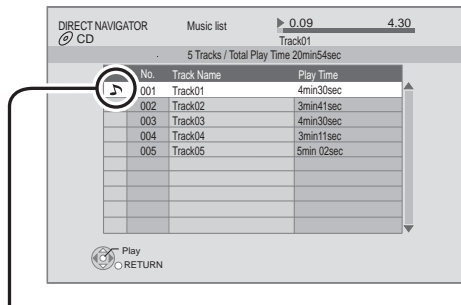 DIRECT NAVIGATOR Music list 0.09 4.30
CD Track01
5 Tracks / Total Play Time 20min54sec
No. Track Name Play Time
001 Track01 4min30sec
002 Track02 3min41sec
003 Track03 4min30sec
004 Track04 3min11sec
005 Track05 5min 02sec
Play
RETURN